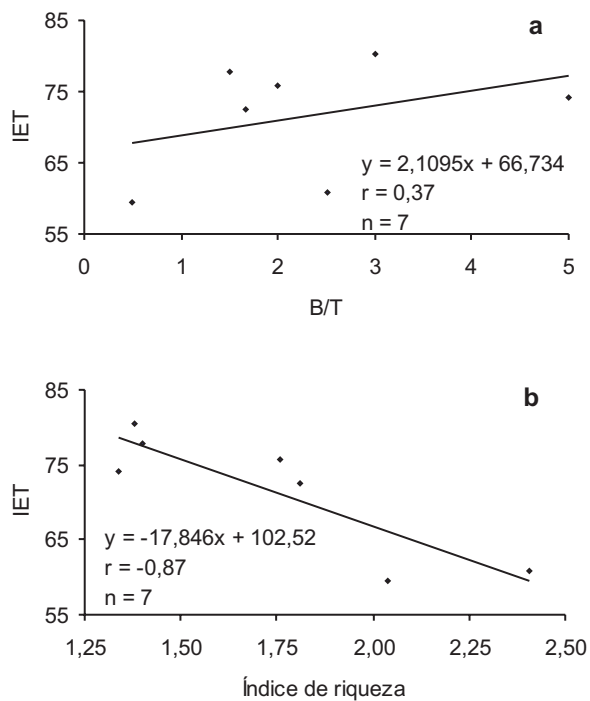 85
a
75
IET
65
y = 2,1095x + 66,734
r = 0,37
n = 7
55
0 1 2 3 4 5
B/T
85
b
75
IET
65
y = -17,846x + 102,52
r = -0,87
n = 7
55
1,25 1,50 1,75 2,00 2,25 2,50
Índice de riqueza